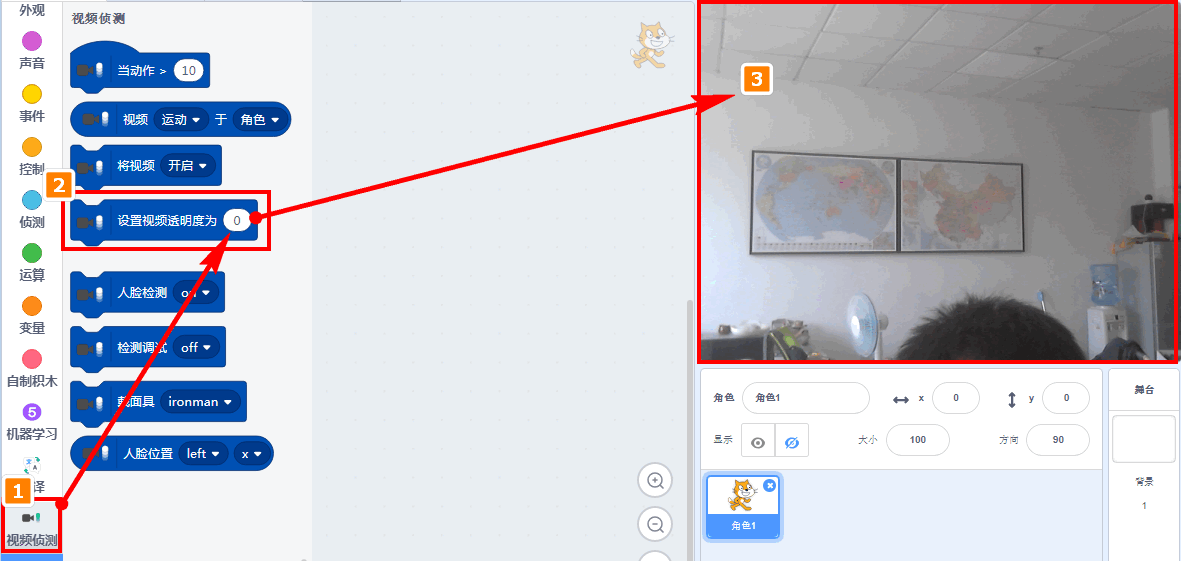 外观
声音
事件
控制
侦测
运算
变量
自制积木
5
机器学习
译
视频侦测
视频侦测
当动作 > 10
视频 运动 于 角色
将视频 开启
设置视频透明度为 0
人脸检测 on
检测调试 off
戴面具 ironman
人脸位置 left x
1
2
3
角色 角色1 x 0 y 0
显示 大小 100 方向 90
角色1
舞台
背景
1